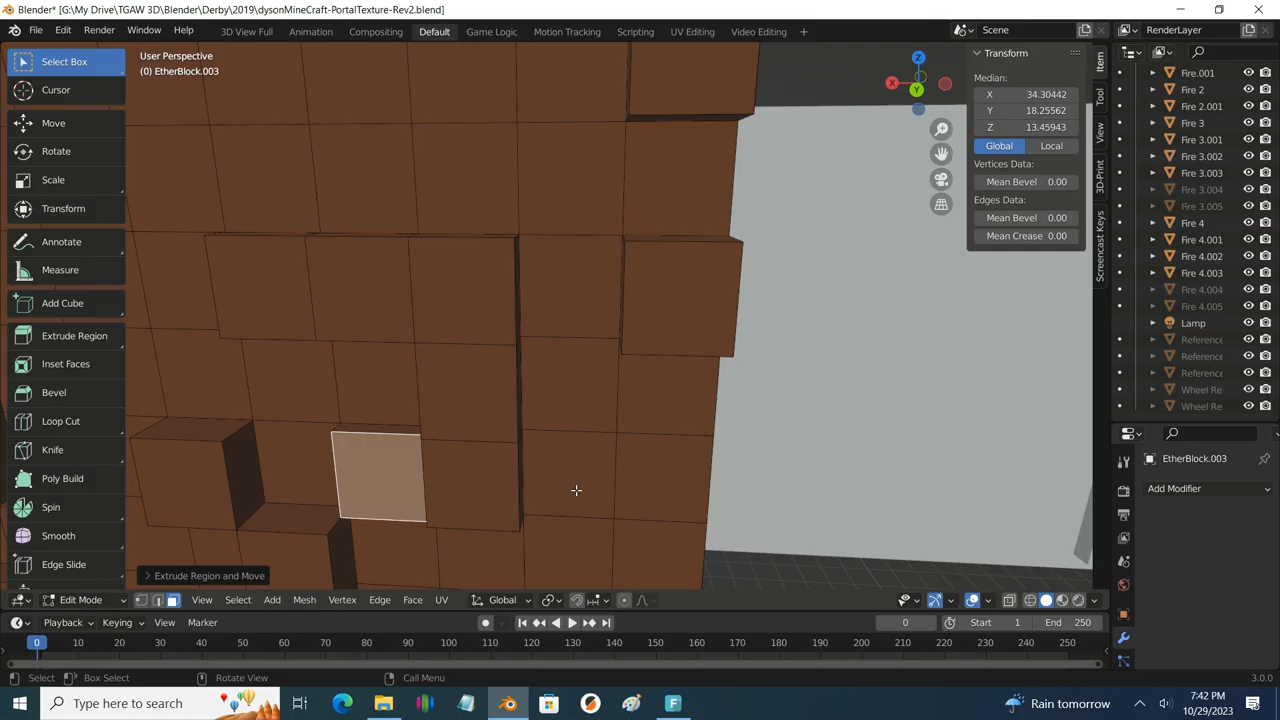 Blender* [G:\My Drive\TGAW 3D\Blender\Derby\2019\dysonMineCraft-PortalTexture-Rev2.blend]
File Edit Render Window Help 3D View Full Animation Compositing Default Game Logic Motion Tracking Scripting UV Editing Video Editing + Scene RenderLayer
Select Box
Cursor
Move
Rotate
Scale
Transform
Annotate
Measure
Add Cube
Extrude Region
Inset Faces
Bevel
Loop Cut
Knife
Poly Build
Spin
Smooth
Edge Slide
User Perspective
(0) EtherBlock.003
Extrude Region and Move
Z
X
Y
Transform
Median:
X 34.30442
Y 18.25562
Z 13.45943
Global Local
Vertices Data:
Mean Bevel 0.00
Edges Data:
Mean Bevel 0.00
Mean Crease 0.00
Item
Tool
View
3D-Print
Screencast Keys
Fire.001
Fire 2
Fire 2.001
Fire 3
Fire 3.001
Fire 3.002
Fire 3.003
Fire 3.004
Fire 3.005
Fire 4
Fire 4.001
Fire 4.002
Fire 4.003
Fire 4.004
Fire 4.005
Lamp
Reference
Reference
Reference
Wheel Re
Wheel Re
EtherBlock.003
Add Modifier
Edit Mode View Select Add Mesh Vertex Edge Face UV Global
Playback Keying View Marker 0 Start 1 End 250
0 10 20 30 40 50 60 70 80 90 100 110 120 130 140 150 160 170 180 190 200 210 220 230 240 250
Select Box Select Rotate View Call Menu 3.0.0
Type here to search F Rain tomorrow 7:42 PM
10/29/2023